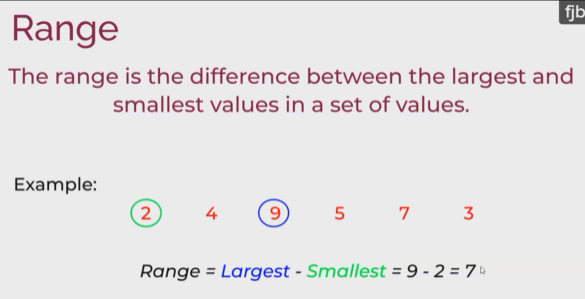 fjb
Range
The range is the difference between the largest and
smallest values in a set of values.
Example:
2 4 9 5 7 3
Range = Largest - Smallest = 9 - 2 = 7